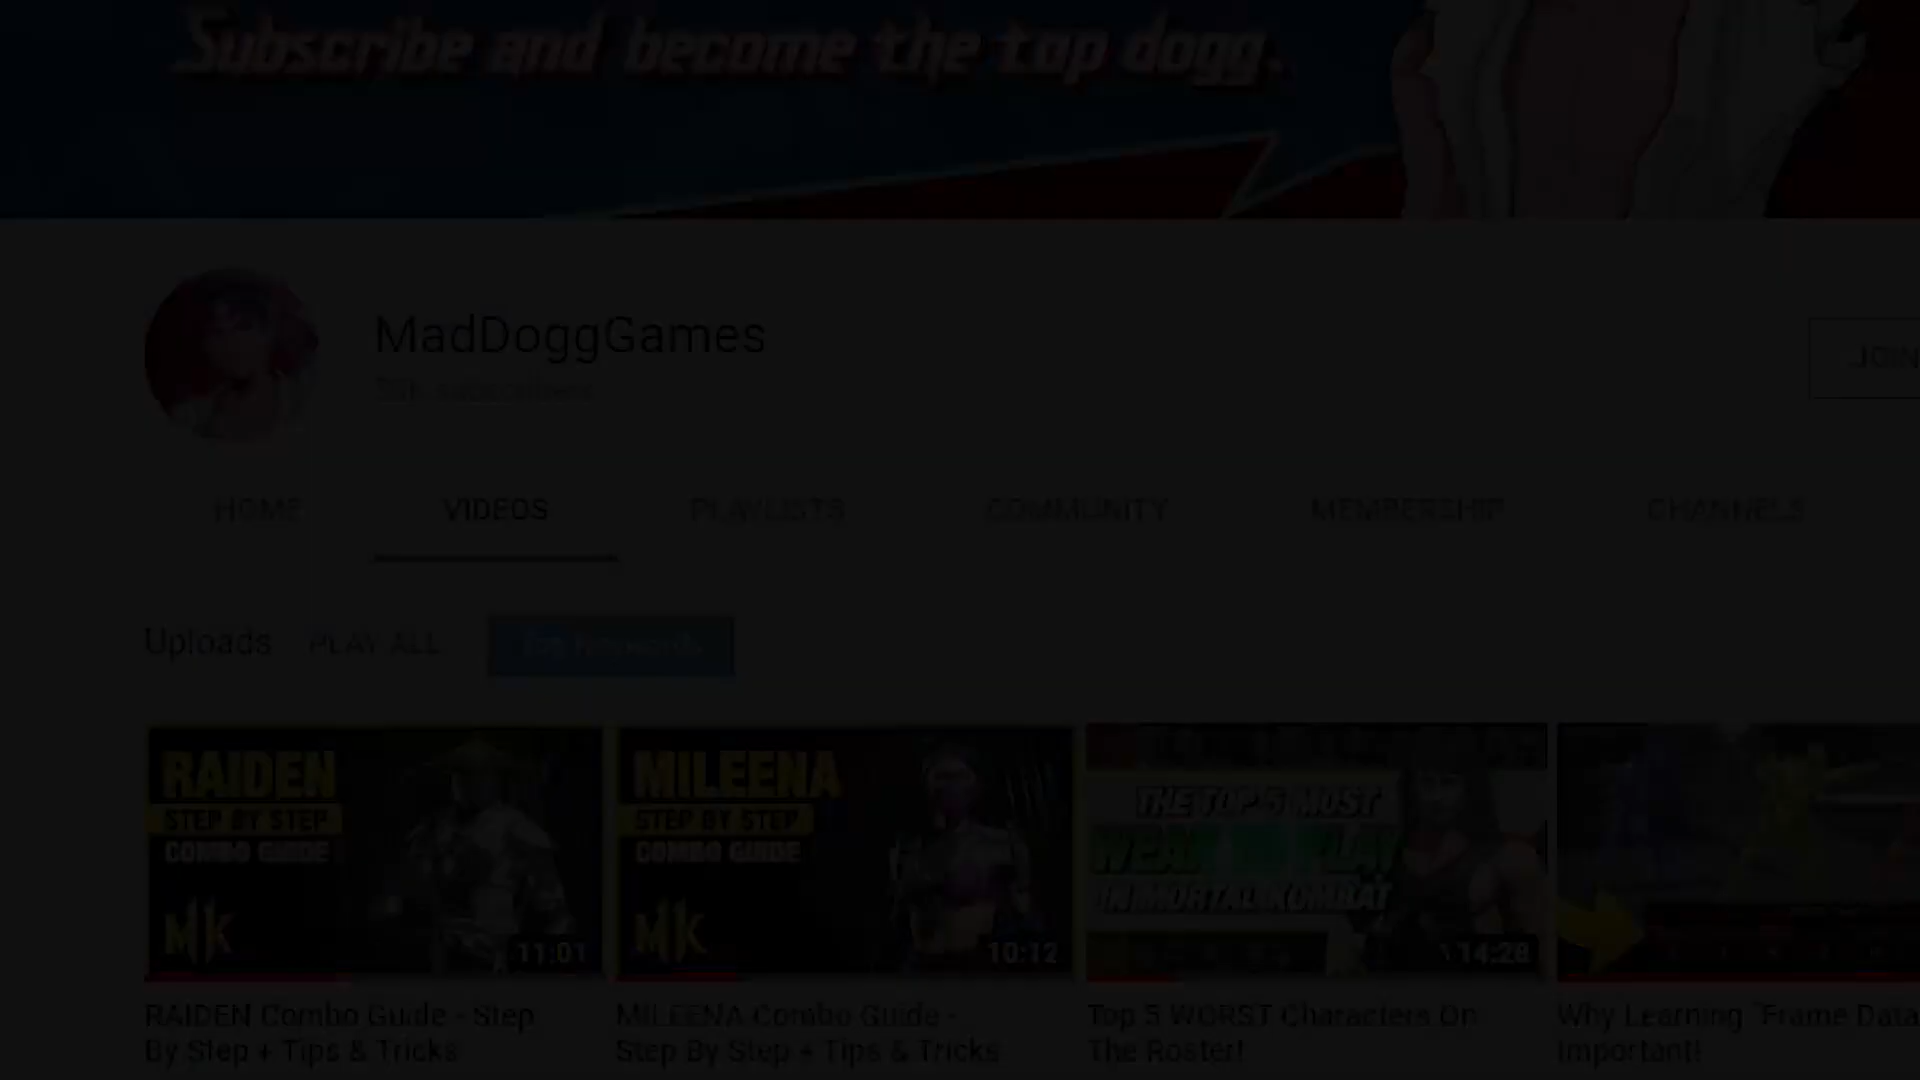 Subscribe and become the top dogg.
MadDoggGames
JOIN
HOME VIDEOS PLAYLISTS COMMUNITY MEMBERSHIP CHANNELS
Uploads PLAY ALL
RAIDEN
STEP BY STEP
COMBO GUIDE
MK
11:01
MILEENA
STEP BY STEP
COMBO GUIDE
MK
10:12
THE TOP 5 MOST
PLAY
IN MORTAL KOMBAT
14:28
RAIDEN Combo Guide - Step
By Step + Tips & Tricks
MILEENA Combo Guide -
Step By Step + Tips & Tricks
Top 5 WORST Characters On
The Roster!
Why Learning "Frame Data
Important!